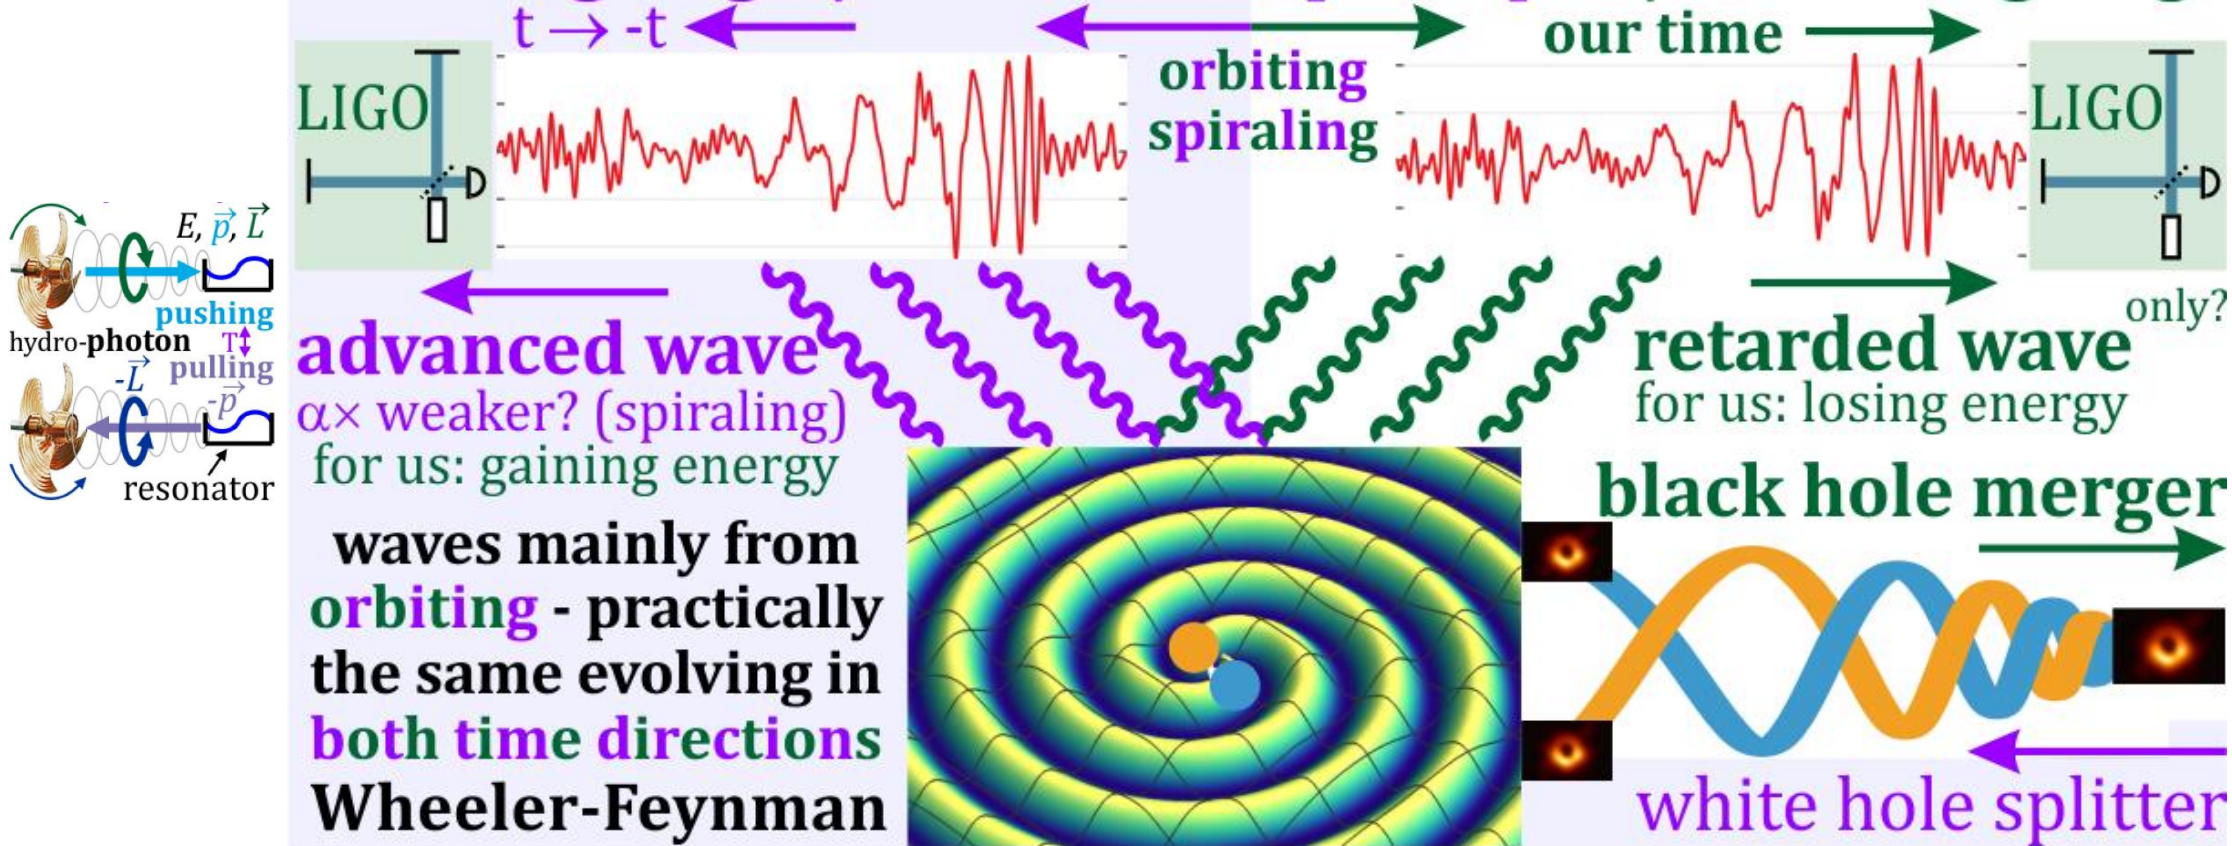 t → -t
our time
LIGO
orbiting
spiraling
LIGO
E, p⃗, L⃗
pushing
hydro-photon
T
pulling
-L⃗
-p⃗
resonator
advanced wave
α× weaker? (spiraling)
for us: gaining energy
only?
retarded wave
for us: losing energy
waves mainly from
orbiting - practically
the same evolving in
both time directions
Wheeler-Feynman
black hole merger
white hole splitter